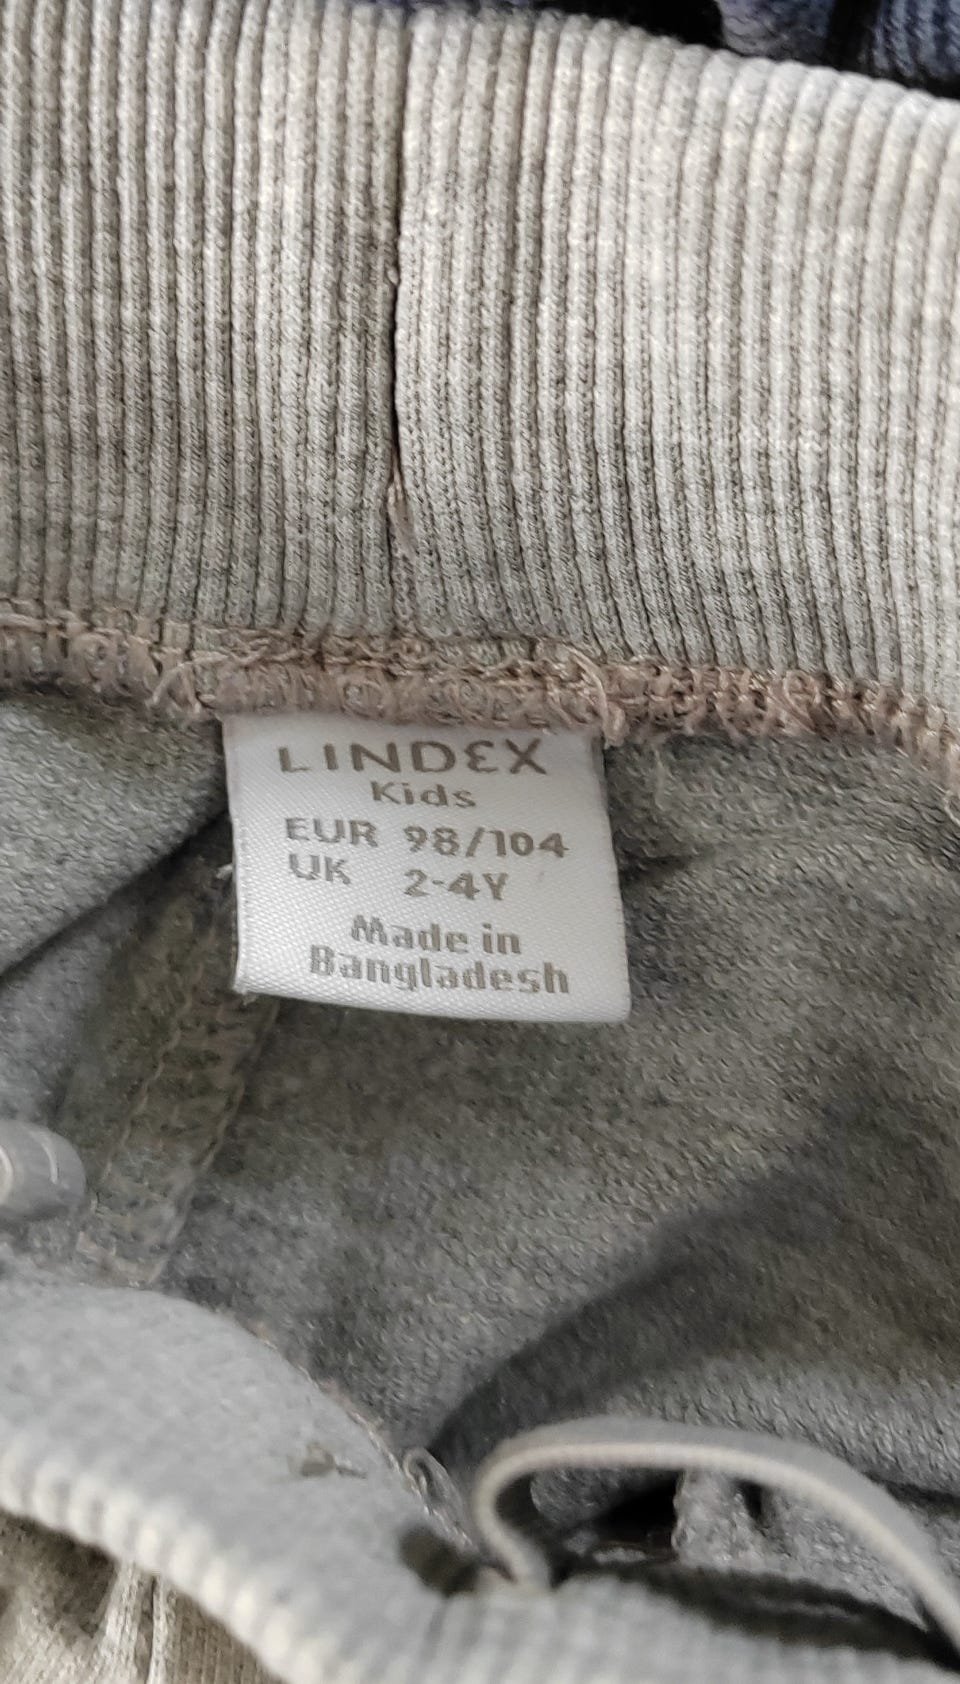 LINDEX
Kids
EUR 98/104
UK 2-4Y
Made in
Bangladesh